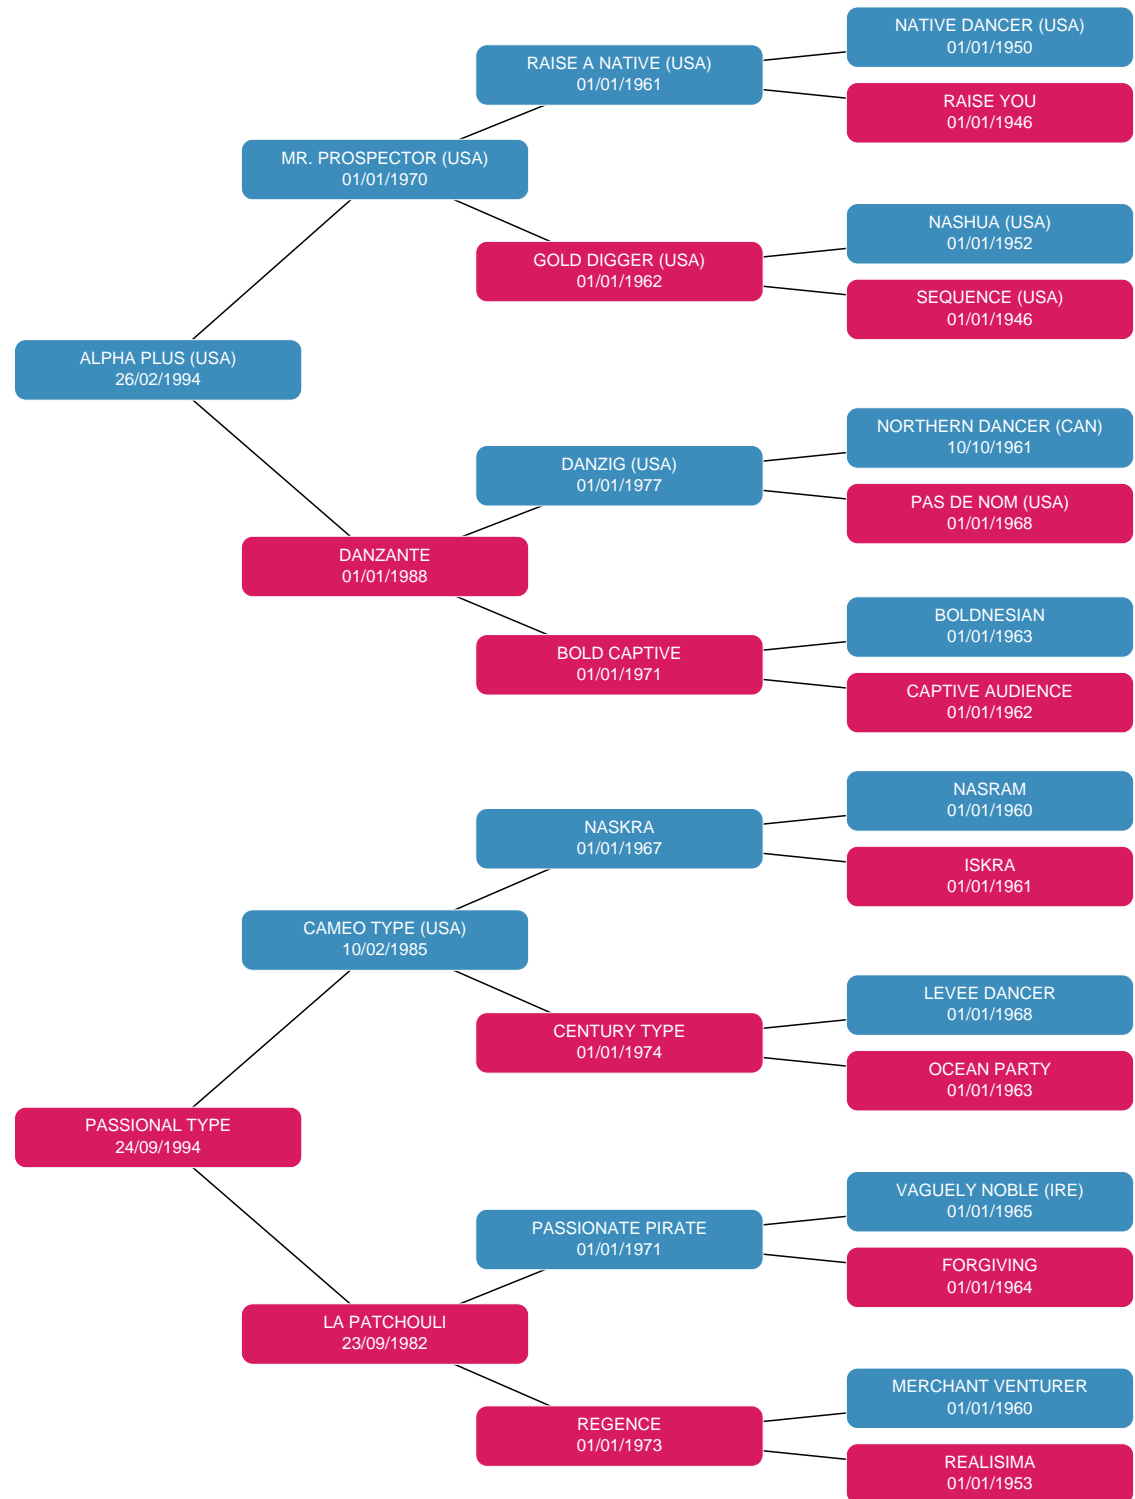 NATIVE DANCER (USA)
01/01/1950
RAISE A NATIVE (USA)
01/01/1961
RAISE YOU
01/01/1946
MR. PROSPECTOR (USA)
01/01/1970
NASHUA (USA)
01/01/1952
GOLD DIGGER (USA)
01/01/1962
SEQUENCE (USA)
01/01/1946
ALPHA PLUS (USA)
26/02/1994
NORTHERN DANCER (CAN)
10/10/1961
DANZIG (USA)
01/01/1977
PAS DE NOM (USA)
01/01/1968
DANZANTE
01/01/1988
BOLDNESIAN
01/01/1963
BOLD CAPTIVE
01/01/1971
CAPTIVE AUDIENCE
01/01/1962
NASRAM
01/01/1960
NASKRA
01/01/1967
ISKRA
01/01/1961
CAMEO TYPE (USA)
10/02/1985
LEVEE DANCER
01/01/1968
CENTURY TYPE
01/01/1974
OCEAN PARTY
01/01/1963
PASSIONAL TYPE
24/09/1994
VAGUELY NOBLE (IRE)
01/01/1965
PASSIONATE PIRATE
01/01/1971
FORGIVING
01/01/1964
LA PATCHOULI
23/09/1982
MERCHANT VENTURER
01/01/1960
REGENCE
01/01/1973
REALISIMA
01/01/1953